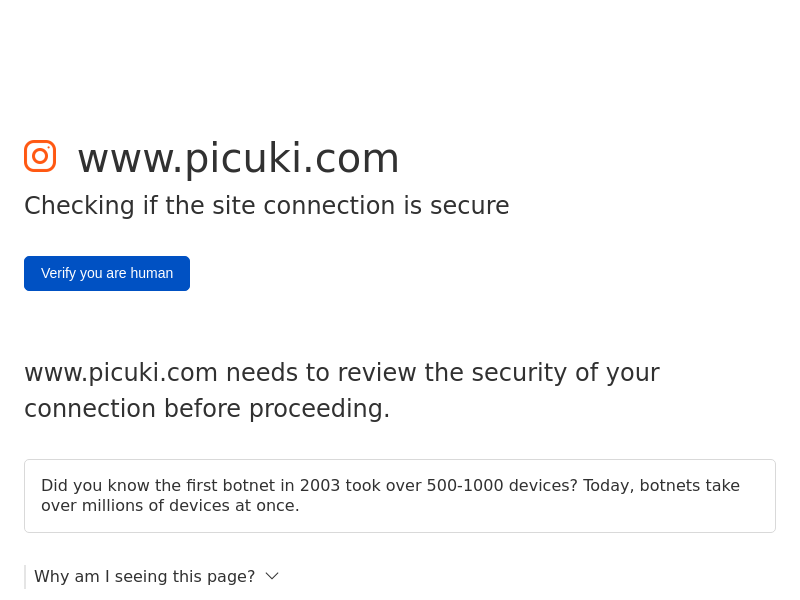 www.picuki.com
Checking if the site connection is secure
Verify you are human
www.picuki.com needs to review the security of your
connection before proceeding.
Did you know the first botnet in 2003 took over 500-1000 devices? Today, botnets take
over millions of devices at once.
Why am I seeing this page?